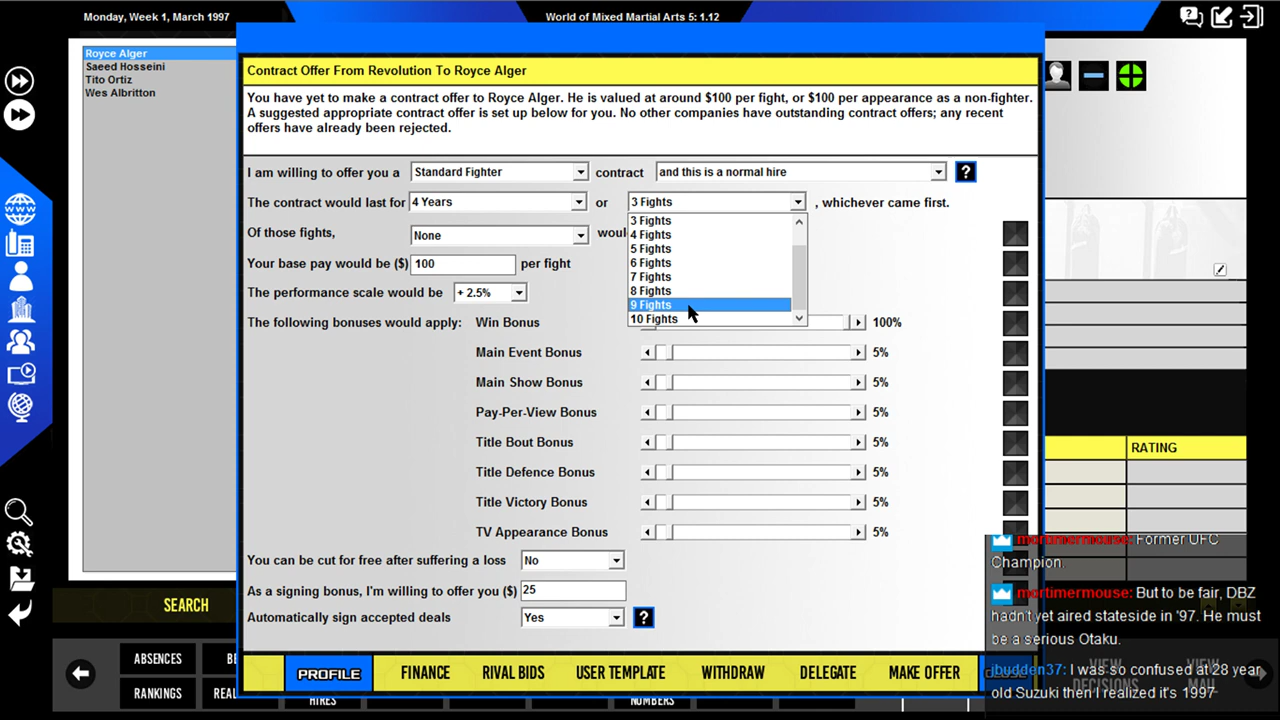 Monday, Week 1, March 1997
World of Mixed Martial Arts 5: 1.12
Royce Alger
Saeed Hosseini
Tito Ortiz
Wes Albritton
Contract Offer From Revolution To Royce Alger
You have yet to make a contract offer to Royce Alger. He is valued at around $100 per fight, or $100 per appearance as a non-fighter.
A suggested appropriate contract offer is set up below for you. No other companies have outstanding contract offers; any recent
offers have already been rejected.
I am willing to offer you a Standard Fighter contract and this is a normal hire ?
The contract would last for 4 Years or 3 Fights , whichever came first.
3 Fights
4 Fights
5 Fights
6 Fights
7 Fights
8 Fights
9 Fights
10 Fights
Of those fights, None
Your base pay would be ($) 100 per fight
The performance scale would be + 2.5%
The following bonuses would apply: Win Bonus 100%
Main Event Bonus 5%
Main Show Bonus 5%
Pay-Per-View Bonus 5%
Title Bout Bonus 5%
Title Defence Bonus 5%
Title Victory Bonus 5%
TV Appearance Bonus 5%
You can be cut for free after suffering a loss No
As a signing bonus, I'm willing to offer you ($) 25
Automatically sign accepted deals Yes ?
PROFILE FINANCE RIVAL BIDS USER TEMPLATE WITHDRAW DELEGATE MAKE OFFER CLOSE
RATING
SEARCH
ABSENCES
RANKINGS
HIRES
NUMBERS
VIEW DECISIONS
VIEW MAIL
mortimermouse: Former UFC
Champion.
mortimermouse: But to be fair, DBZ
hadn't yet aired stateside in '97. He must
be a serious Otaku.
ibudden37: I was so confused at 28 year
old Suzuki then I realized it's 1997